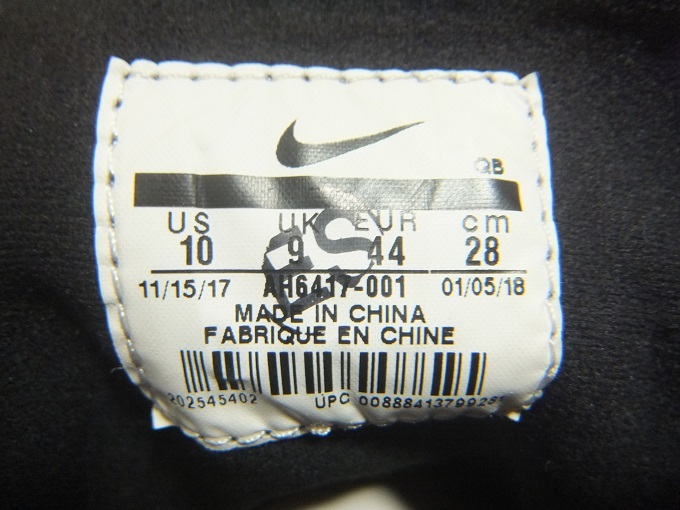 QB
US UK EUR cm
10 9 44 28
11/15/17 AH6417-001 01/05/18
MADE IN CHINA
FABRIQUE EN CHINE
202545402 UPC
ES